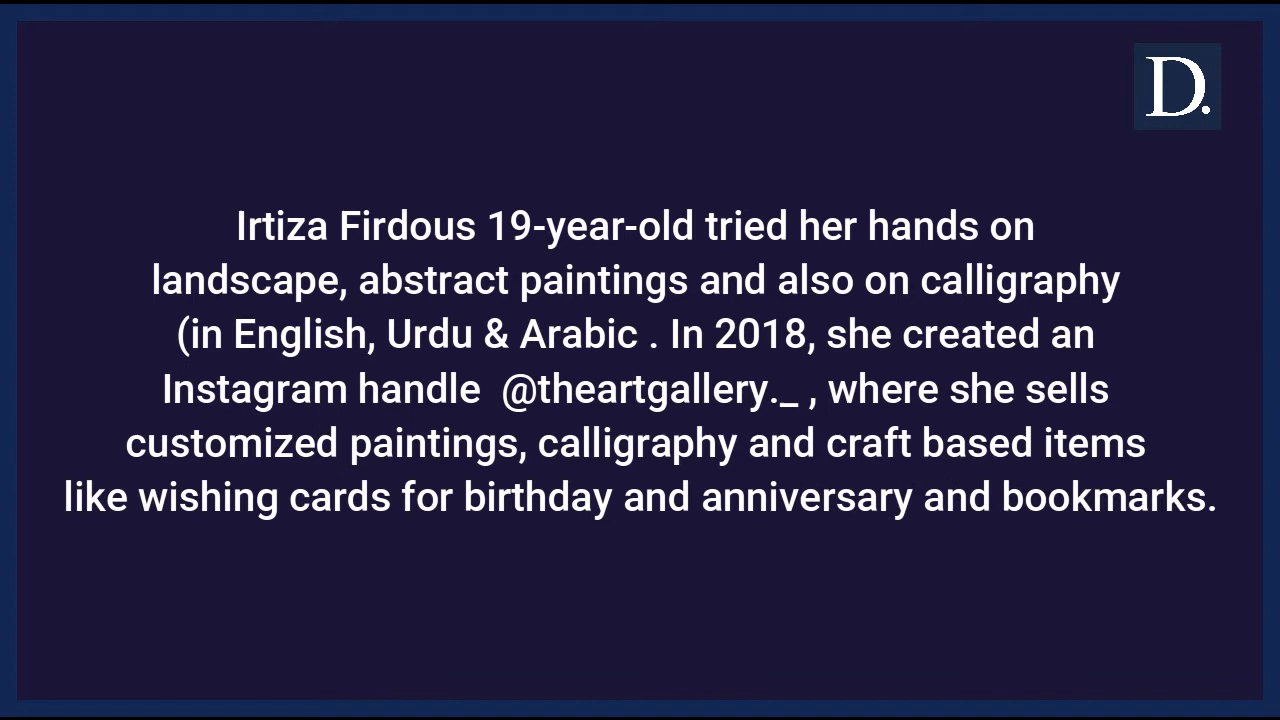 D.
Irtiza Firdous 19-year-old tried her hands on
landscape, abstract paintings and also on calligraphy
(in English, Urdu & Arabic . In 2018, she created an
Instagram handle  @theartgallery._ , where she sells
customized paintings, calligraphy and craft based items
like wishing cards for birthday and anniversary and bookmarks.